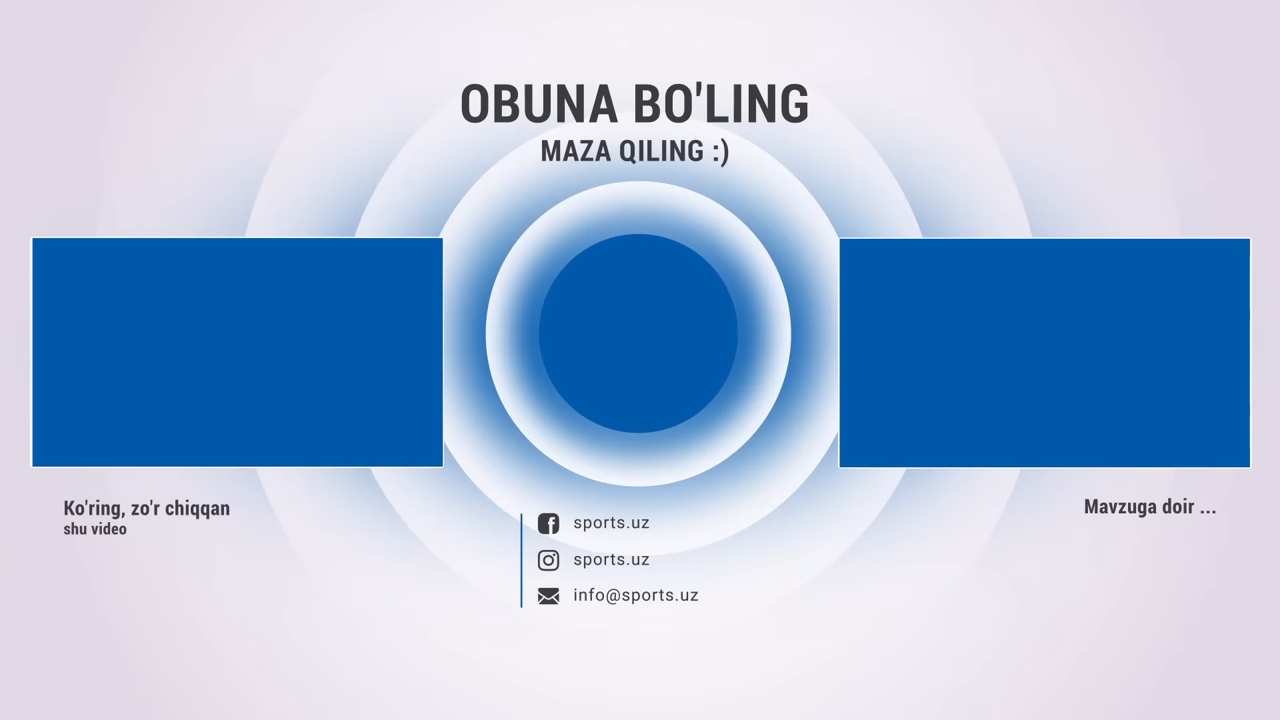 OBUNA BO'LING
MAZA QILING :)
Ko'ring, zo'r chiqqan
shu video
Mavzuga doir ...
sports.uz
sports.uz
info@sports.uz